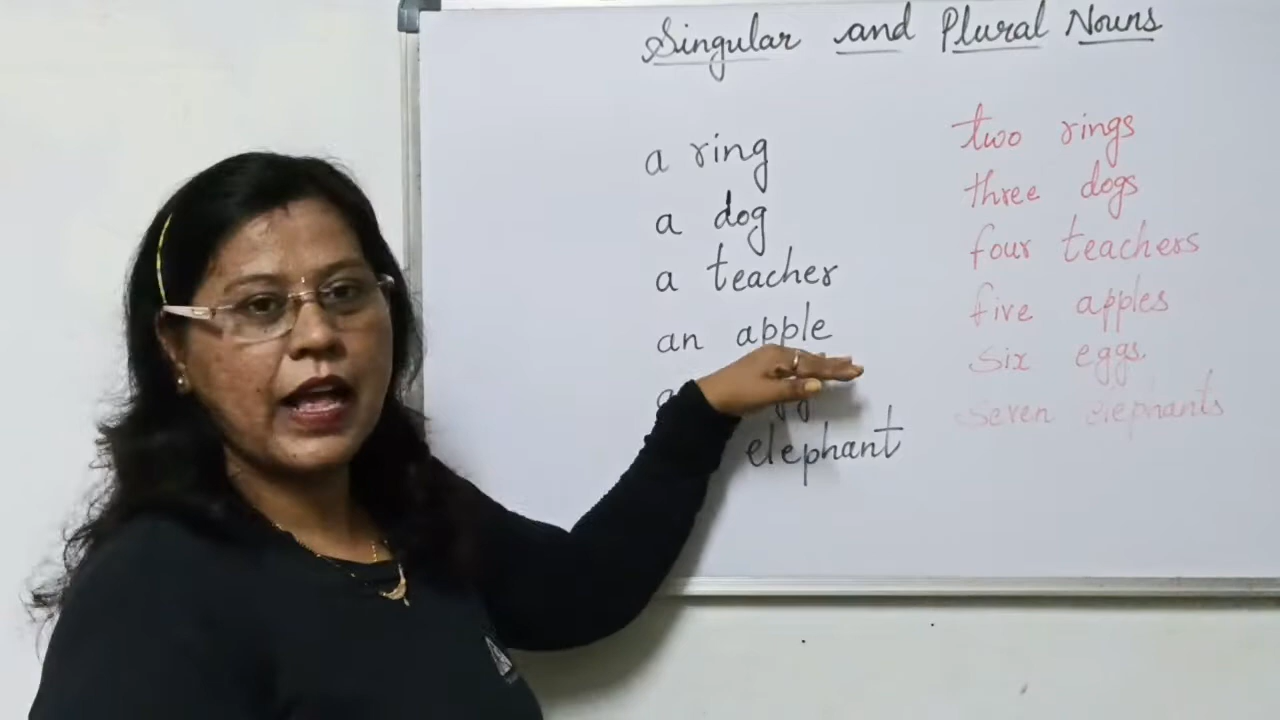 Singular and Plural Nouns
a ring
a dog
a teacher
an apple
elephant
two rings
three dogs
four teachers
five apples
six eggs.
seven elephants